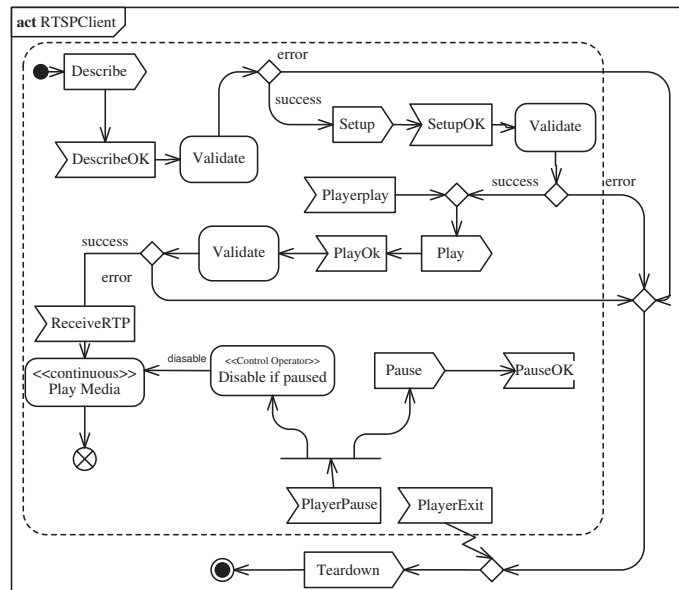 act RTSPClient
error
Describe
success
Setup
SetupOK
Validate
DescribeOK
Validate
Playerplay
success
error
success
Validate
PlayOk
Play
error
ReceiveRTP
diasable
<<Control Operator>>
Disable if paused
Pause
PauseOK
<<continuous>>
Play Media
PlayerPause
PlayerExit
Teardown